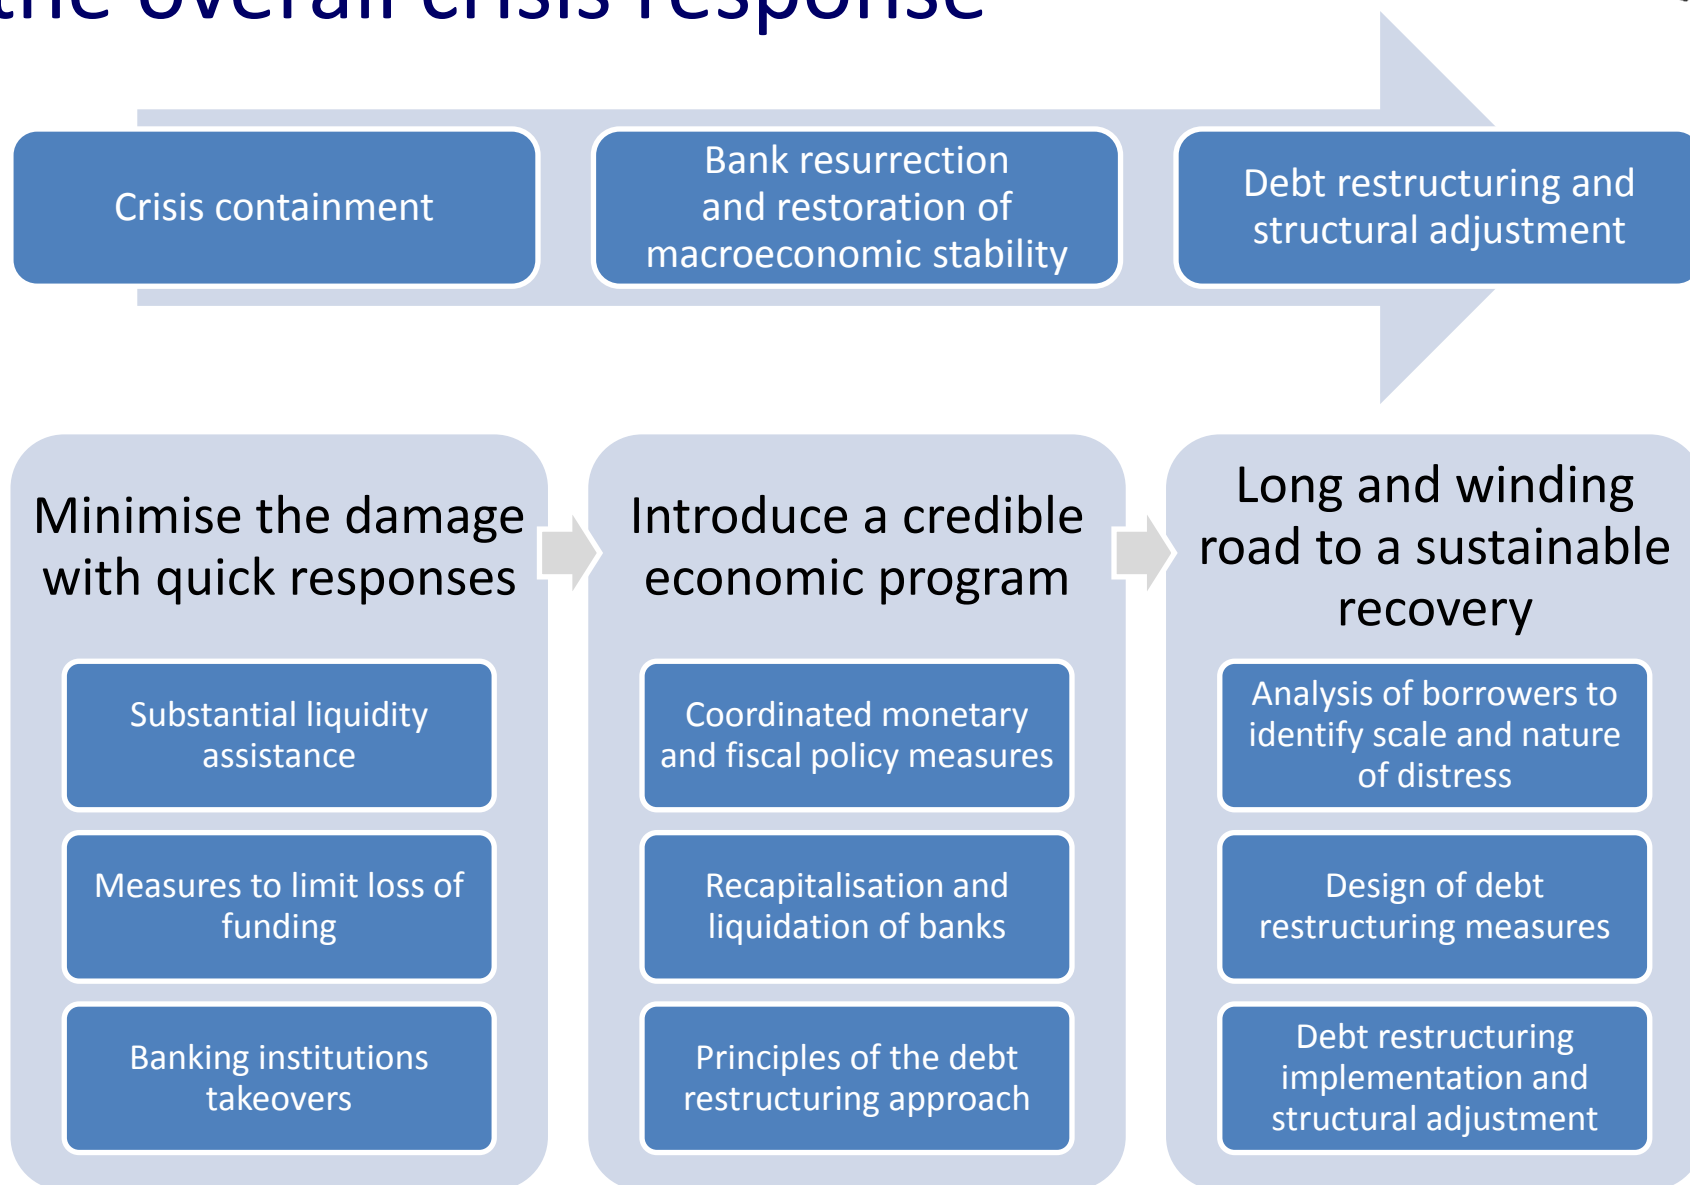 the overall crisis response
Crisis containment
Bank resurrection
and restoration of
macroeconomic stability
Debt restructuring and
structural adjustment
Minimise the damage
with quick responses
Substantial liquidity
assistance
Measures to limit loss of
funding
Banking institutions
takeovers
Introduce a credible
economic program
Coordinated monetary
and fiscal policy measures
Recapitalisation and
liquidation of banks
Principles of the debt
restructuring approach
Long and winding
road to a sustainable
recovery
Analysis of borrowers to
identify scale and nature
of distress
Design of debt
restructuring measures
Debt restructuring
implementation and
structural adjustment